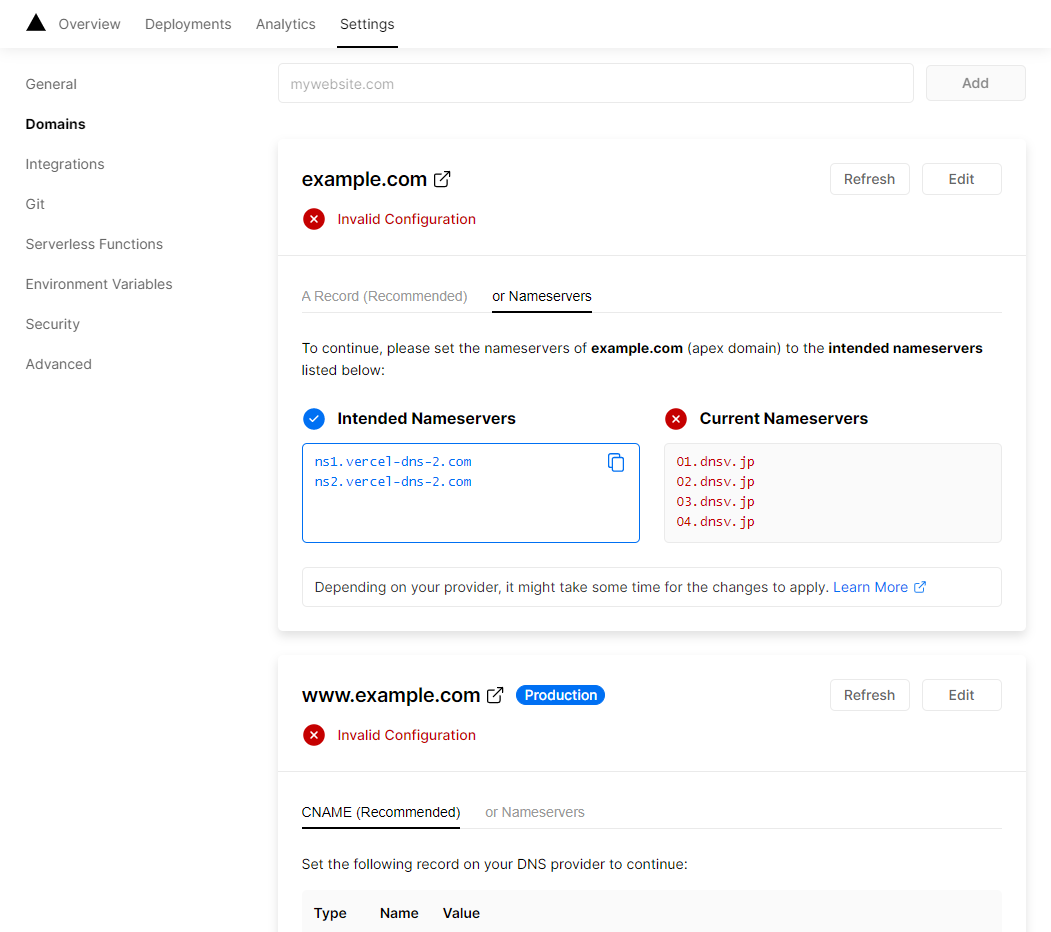 Overview Deployments Analytics Settings
General
Domains
Integrations
Git
Serverless Functions
Environment Variables
Security
Advanced
mywebsite.com Add
example.com Refresh Edit
Invalid Configuration
A Record (Recommended) or Nameservers
To continue, please set the nameservers of example.com (apex domain) to the intended nameservers
listed below:
Intended Nameservers
ns1.vercel-dns-2.com
ns2.vercel-dns-2.com
Current Nameservers
01.dnsv.jp
02.dnsv.jp
03.dnsv.jp
04.dnsv.jp
Depending on your provider, it might take some time for the changes to apply. Learn More
www.example.com Production Refresh Edit
Invalid Configuration
CNAME (Recommended) or Nameservers
Set the following record on your DNS provider to continue:
Type Name Value